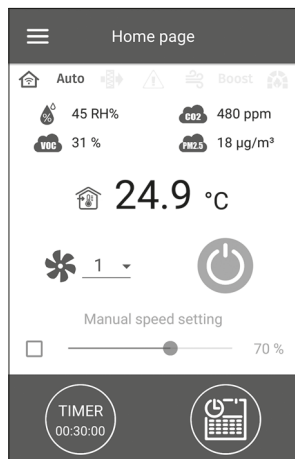 Home page
Auto
Boost
% 45 RH%
CO2 480 ppm
VOC 31 %
PM2.5 18 μg/m³
24.9 °C
1
Manual speed setting
70 %
TIMER
00:30:00